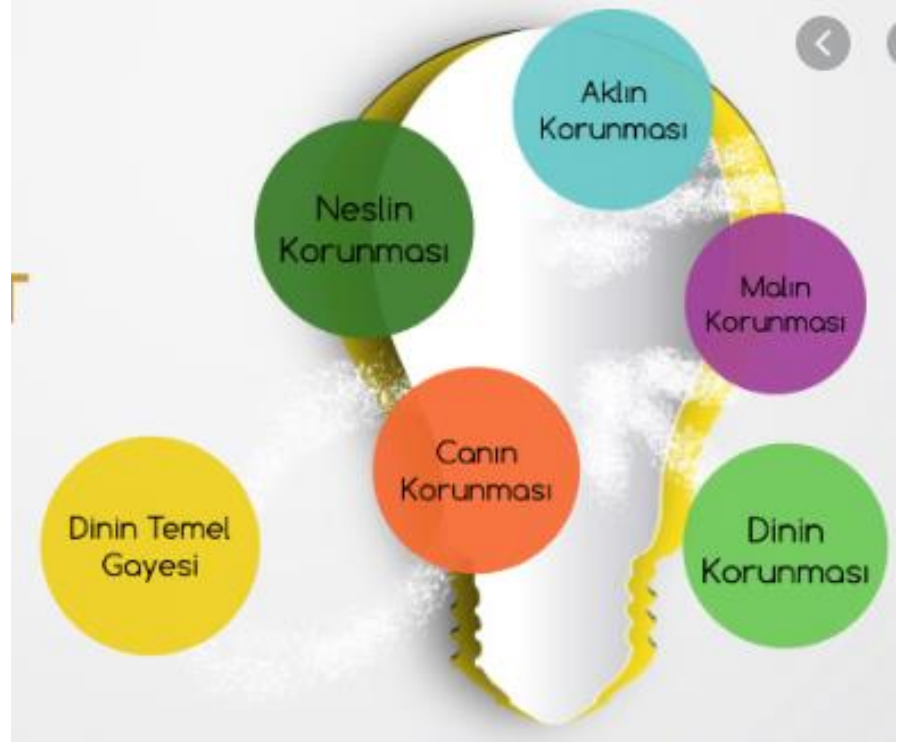 Aklın
Korunması
Neslin
Korunması
Malın
Korunması
Canın
Korunması
Dinin Temel
Gayesi
Dinin
Korunması